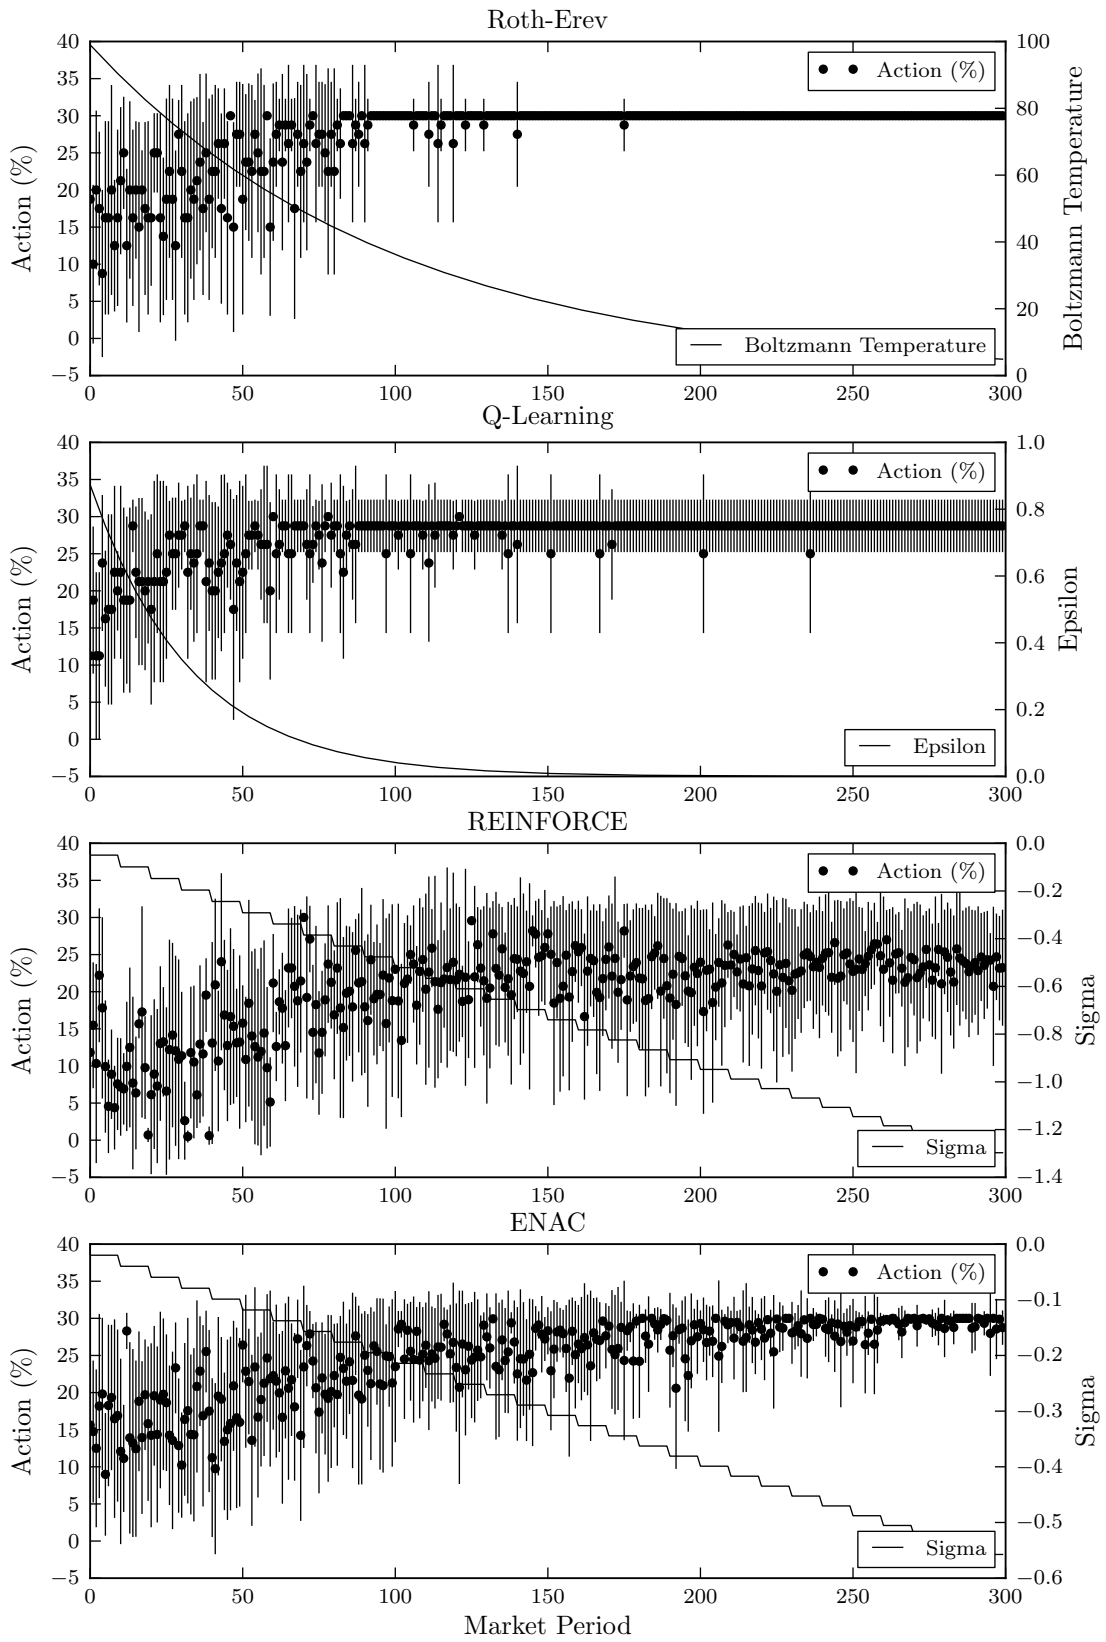 Roth-Erev
40
35
30
25
20
15
10
5
0
−5
Action (%)
100
80
60
40
20
0
Boltzmann Temperature
Action (%)
Boltzmann Temperature
0 50 100 150 200 250 300
Q-Learning
40
35
30
25
20
15
10
5
0
−5
Action (%)
1.0
0.8
0.6
0.4
0.2
0.0
Epsilon
Action (%)
Epsilon
0 50 100 150 200 250 300
REINFORCE
40
35
30
25
20
15
10
5
0
−5
Action (%)
0.0
−0.2
−0.4
−0.6
−0.8
−1.0
−1.2
−1.4
Sigma
Action (%)
Sigma
0 50 100 150 200 250 300
ENAC
40
35
30
25
20
15
10
5
0
−5
Action (%)
0.0
−0.1
−0.2
−0.3
−0.4
−0.5
−0.6
Sigma
Action (%)
Sigma
0 50 100 150 200 250 300
Market Period